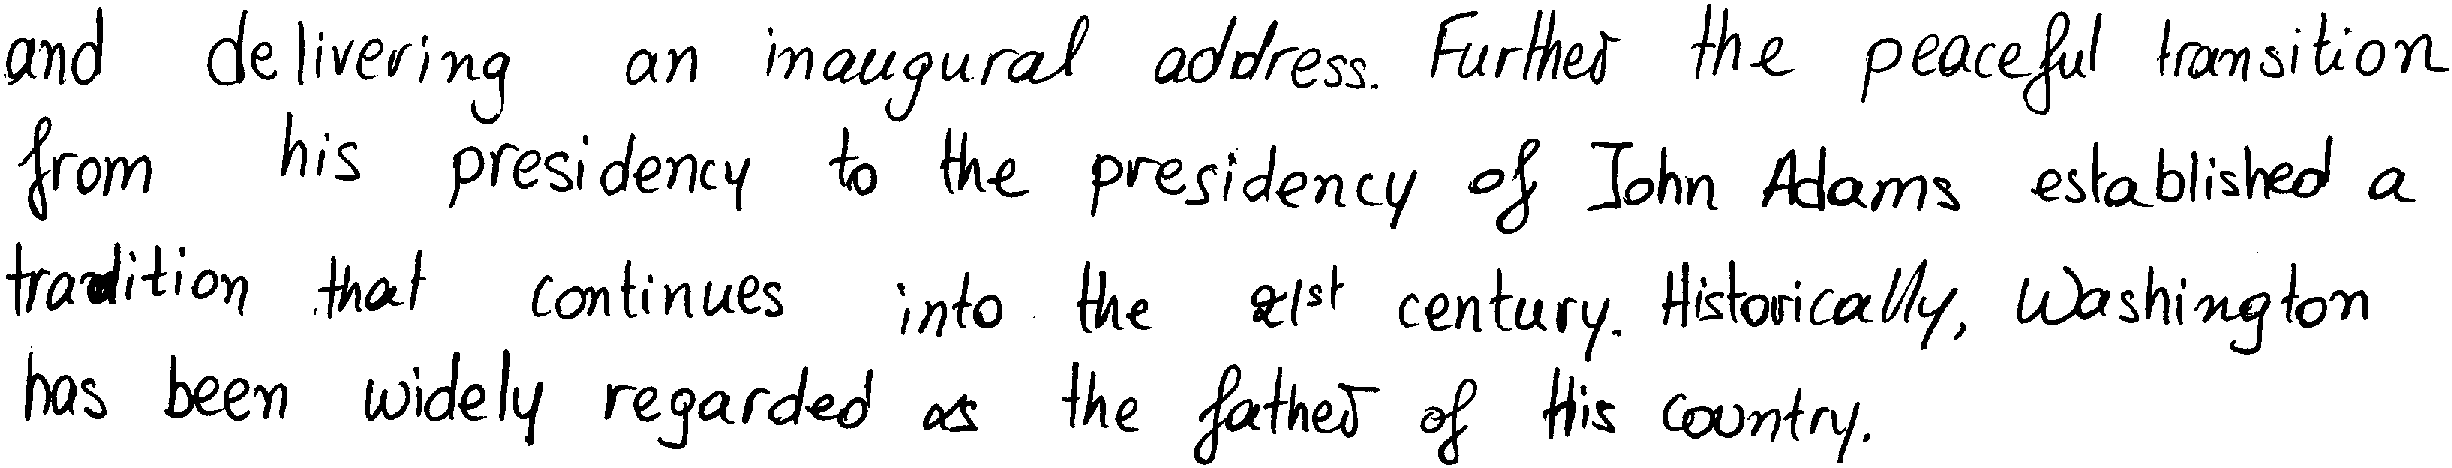 and delivering an inaugural address. Further the peaceful transition
from his presidency to the presidency of John Adams established a
tradition that continues into the 21st century. Historically, Washington
has been widely regarded as the father of His country.